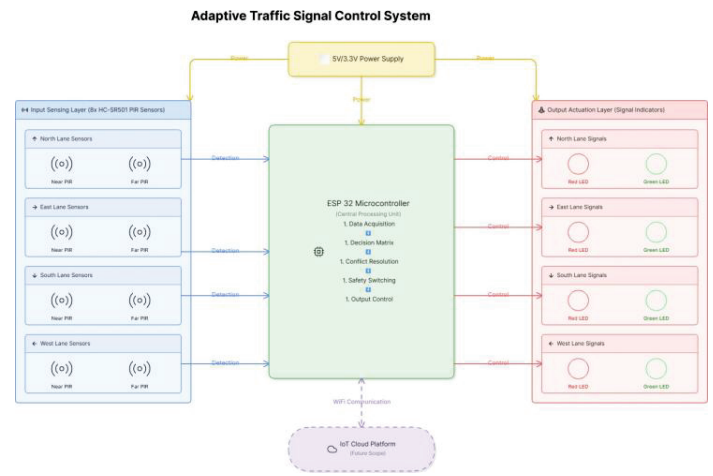 Adaptive Traffic Signal Control System
5V/3.3V Power Supply
Power
Power
Power
Input Sensing Layer (8x HC-SR501 PIR Sensors)
North Lane Sensors
Near PIR
Far PIR
East Lane Sensors
Near PIR
Far PIR
South Lane Sensors
Near PIR
Far PIR
West Lane Sensors
Near PIR
Far PIR
Detection
Detection
Detection
Detection
ESP 32 Microcontroller
(Central Processing Unit)
1. Data Acquisition
1. Decision Matrix
1. Conflict Resolution
1. Safety Switching
1. Output Control
Control
Control
Control
Control
Output Actuation Layer (Signal Indicators)
North Lane Signals
Red LED
Green LED
East Lane Signals
Red LED
Green LED
South Lane Signals
Red LED
Green LED
West Lane Signals
Red LED
Green LED
WiFi Communication
IoT Cloud Platform
(Future Scope)